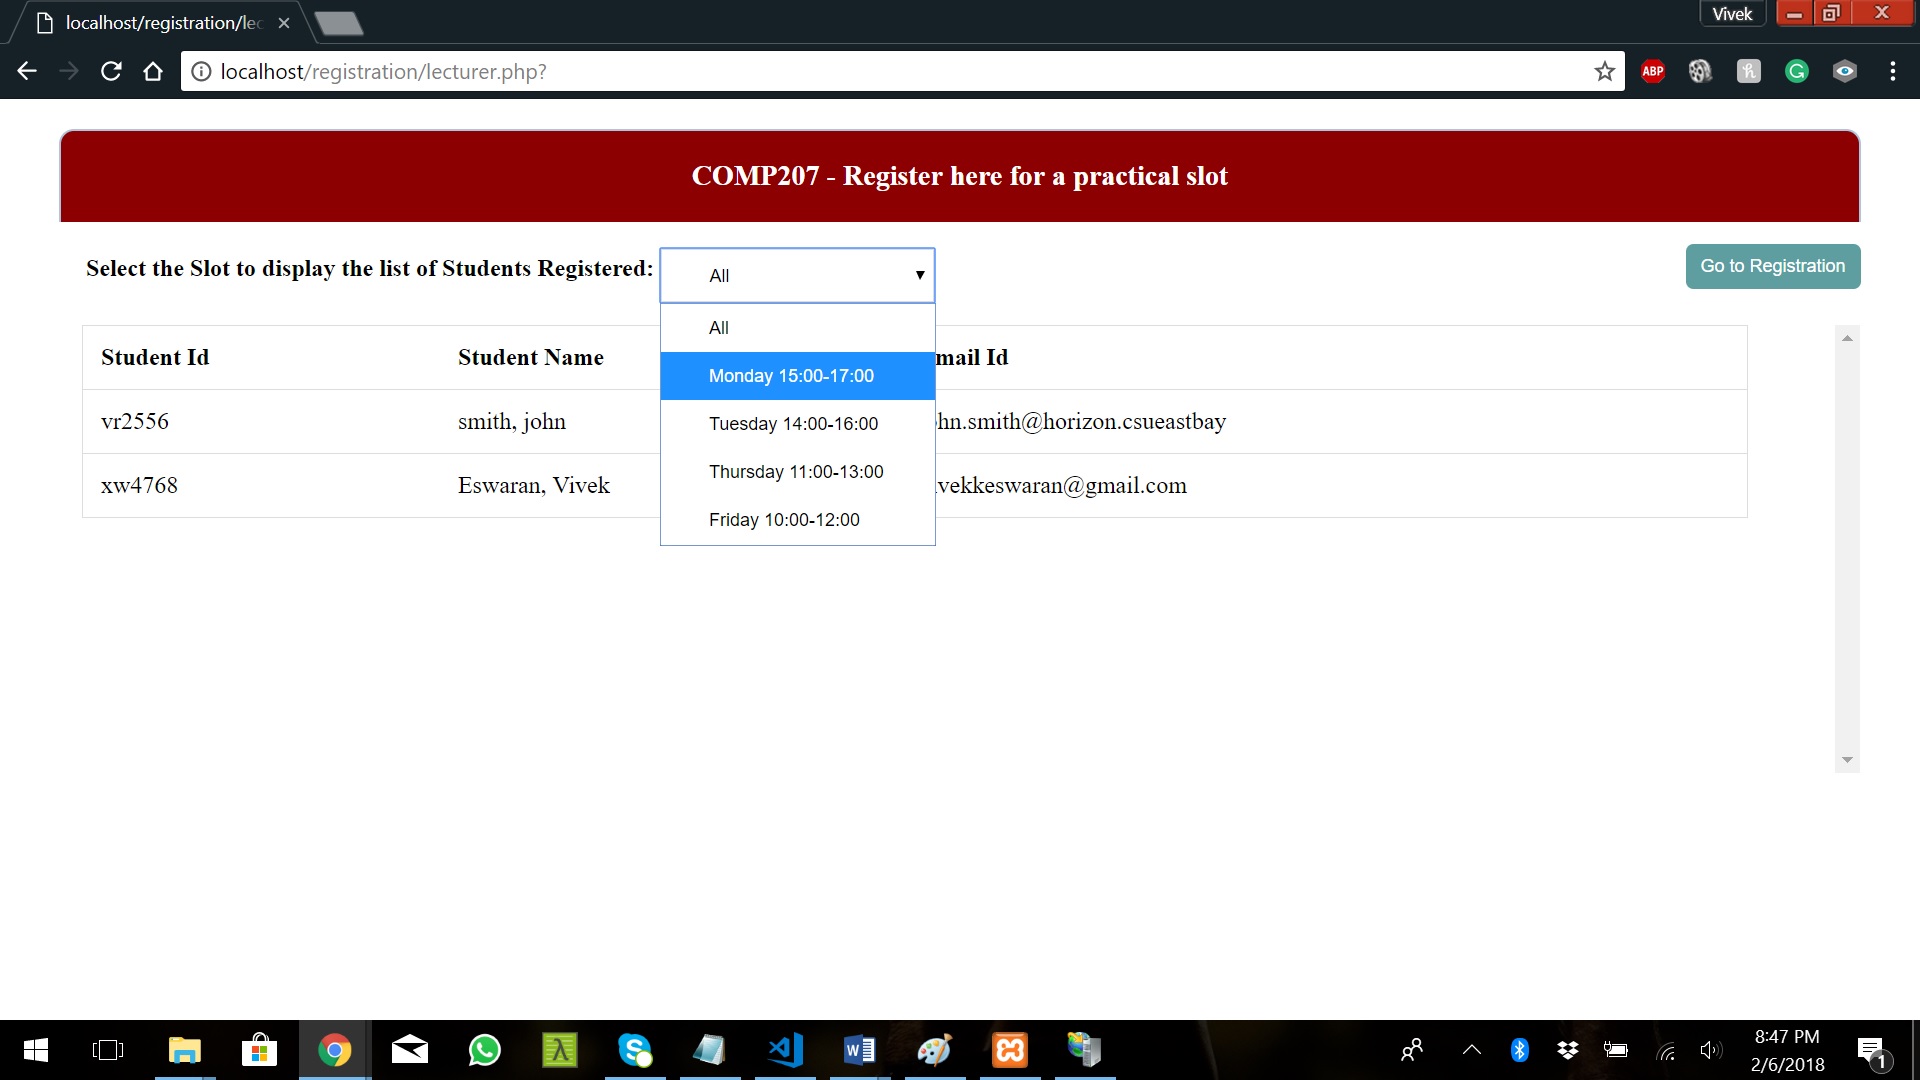 localhost/registration/lec
Vivek
localhost/registration/lecturer.php?
ABP
COMP207 - Register here for a practical slot
Select the Slot to display the list of Students Registered:
All
Go to Registration
All
Student Id Student Name mail Id
Monday 15:00-17:00
vr2556 smith, john hn.smith@horizon.csueastbay
Tuesday 14:00-16:00
Thursday 11:00-13:00
xw4768 Eswaran, Vivek vekkeswaran@gmail.com
Friday 10:00-12:00
8:47 PM
2/6/2018
1